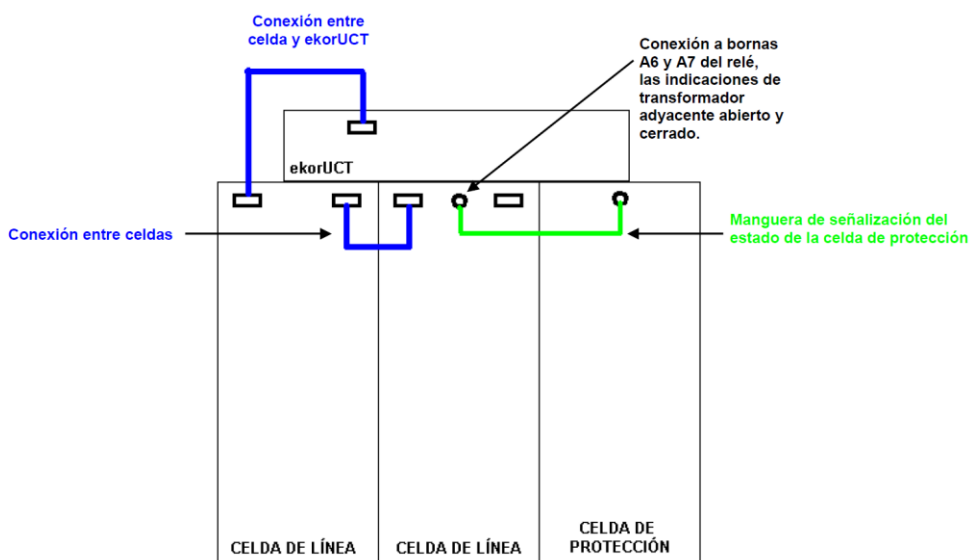 Conexión entre
celda y ekorUCT
Conexión a bornas
A6 y A7 del relé,
las indicaciones de
transformador
adyacente abierto y
cerrado.
ekorUCT
Conexión entre celdas
Manguera de señalización del
estado de la celda de protección
CELDA DE LÍNEA
CELDA DE LÍNEA
CELDA DE
PROTECCIÓN